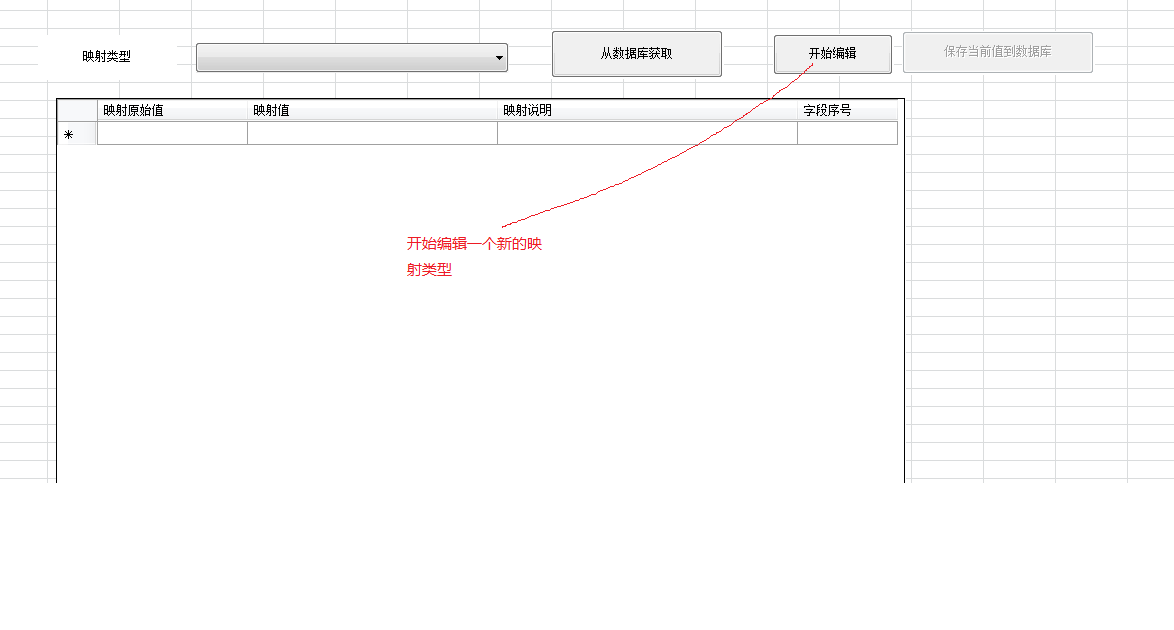 映射类型
从数据库获取
开始编辑
保存当前值到数据库
映射原始值 映射值 映射说明 字段序号
开始编辑一个新的映
射类型